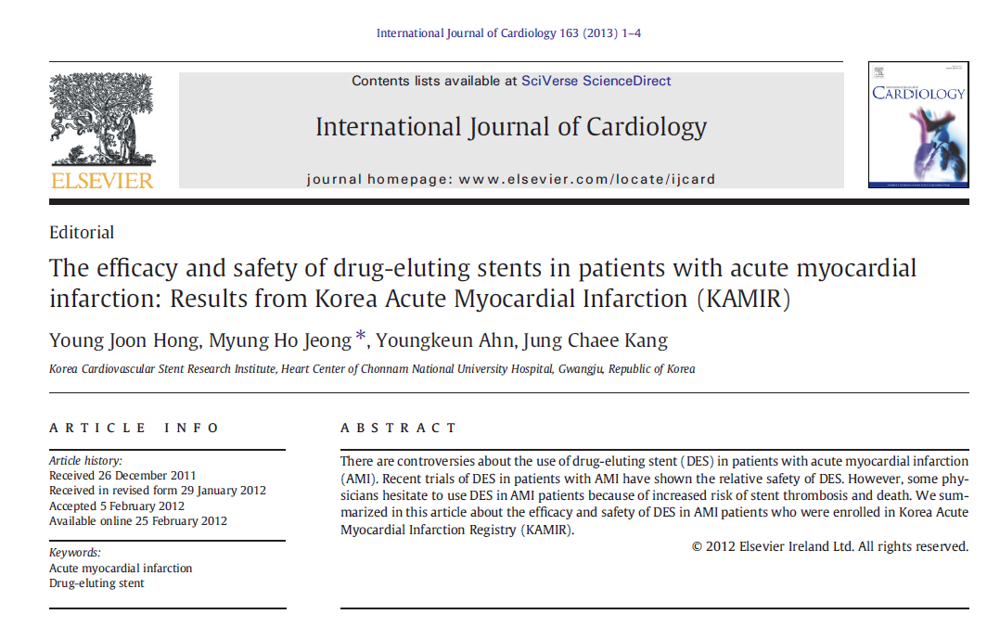 International Journal of Cardiology 163 (2013) 1–4
Contents lists available at SciVerse ScienceDirect
International Journal of Cardiology
journal homepage: www.elsevier.com/locate/ijcard
ELSEVIER
CARDIOLOGY
Editorial
The efficacy and safety of drug-eluting stents in patients with acute myocardial
infarction: Results from Korea Acute Myocardial Infarction (KAMIR)
Young Joon Hong, Myung Ho Jeong *, Youngkeun Ahn, Jung Chaee Kang
Korea Cardiovascular Stent Research Institute, Heart Center of Chonnam National University Hospital, Gwangju, Republic of Korea
ARTICLE INFO
Article history:
Received 26 December 2011
Received in revised form 29 January 2012
Accepted 5 February 2012
Available online 25 February 2012
Keywords:
Acute myocardial infarction
Drug-eluting stent
ABSTRACT
There are controversies about the use of drug-eluting stent (DES) in patients with acute myocardial infarction
(AMI). Recent trials of DES in patients with AMI have shown the relative safety of DES. However, some phy-
sicians hesitate to use DES in AMI patients because of increased risk of stent thrombosis and death. We sum-
marized in this article about the efficacy and safety of DES in AMI patients who were enrolled in Korea Acute
Myocardial Infarction Registry (KAMIR).
© 2012 Elsevier Ireland Ltd. All rights reserved.